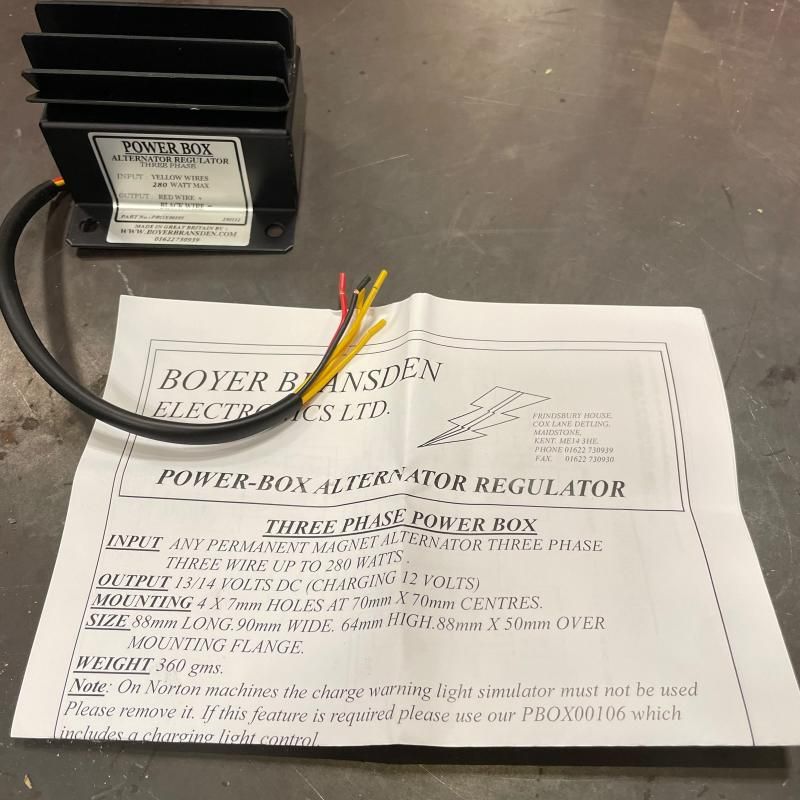 POWER BOX
ALTERNATOR REGULATOR
THREE PHASE
INPUT : YELLOW WIRES
280 WATT MAX
OUTPUT : RED WIRE +
BLACK WIRE -
PART No:
MADE IN GREAT BRITAIN BY :
WWW.BOYERBRANSDEN.COM
01622 730939
BOYER BRANSDEN
ELECTRONICS LTD.
FRINDSBURY HOUSE,
COX LANE DETLING.
MAIDSTONE,
KENT. ME14 3HE.
PHONE 01622 730939
FAX. 01622 730930
POWER-BOX ALTERNATOR REGULATOR
THREE PHASE POWER BOX
INPUT ANY PERMANENT MAGNET ALTERNATOR THREE PHASE
THREE WIRE UP TO 280 WATTS .
OUTPUT 13/14 VOLTS DC (CHARGING 12 VOLTS)
MOUNTING 4 X 7mm HOLES AT 70mm X 70mm CENTRES.
SIZE 88mm LONG.90mm WIDE. 64mm HIGH.88mm X 50mm OVER
MOUNTING FLANGE.
WEIGHT 360 gms.
Note: On Norton machines the charge warning light simulator must not be used
Please remove it. If this feature is required please use our PBOX00106 which
includes a charging light control.